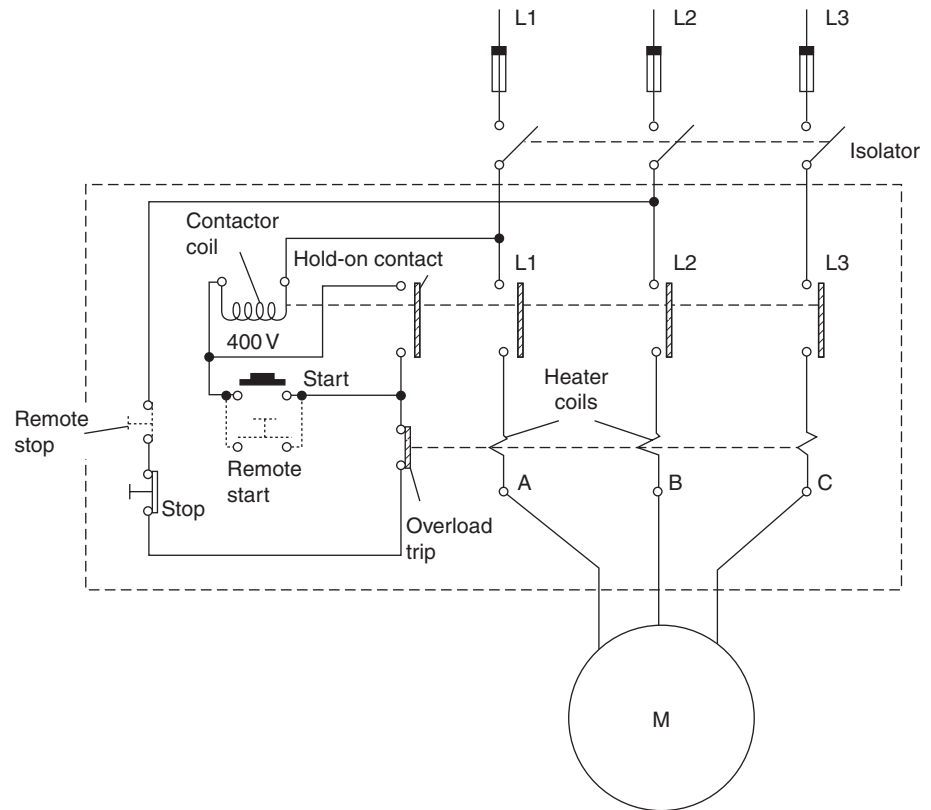 L1
L2
L3
Isolator
Contactor
coil
Hold-on contact
L1
L2
L3
400 V
Start
Heater
coils
Remote
stop
Remote
start
Stop
A
B
C
Overload
trip
M